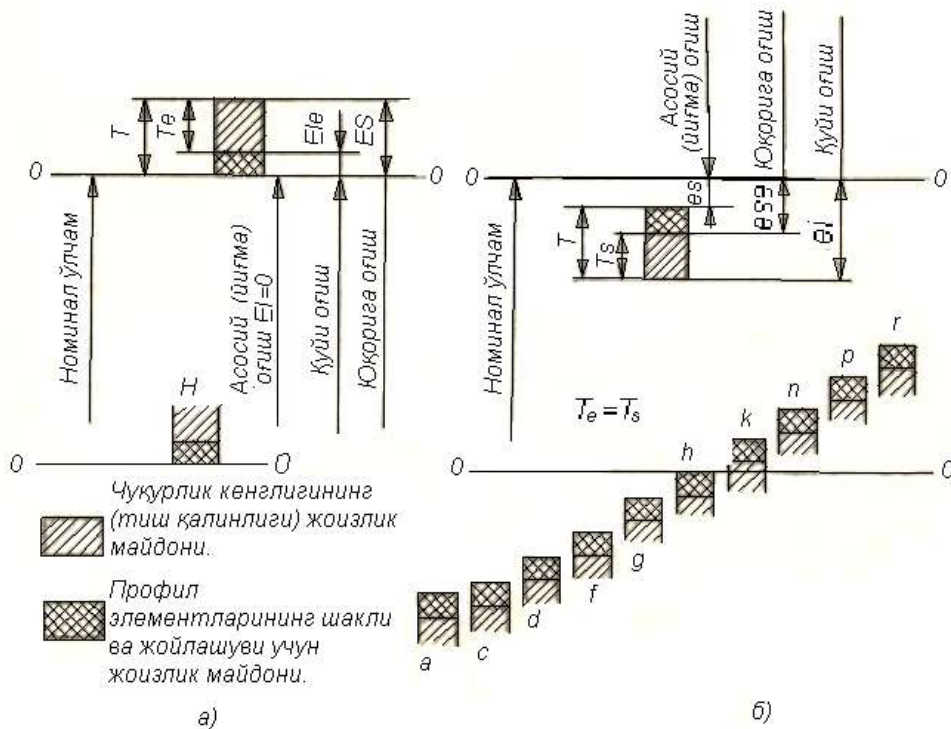 T
Te
EIe
ES
0
0
Номинал ўлчам
Асосий (йиғма)
оғиш EI=0
Қуйи оғиш
Юқорига оғиш
H
0
0
Чуқурлик кенглигининг
(тиш қалинлиги) жоизлик
майдони.
Профил
элементларининг шакли
ва жойлашуви учун
жоизлик майдони.
а)
Асосий
(йиғма) оғиш
Юқорига оғиш
Қуйи оғиш
0
0
es
esэ
ei
T
Ts
Номинал ўлчам
Te = Ts
0
0
a
c
d
f
g
h
k
n
p
r
б)